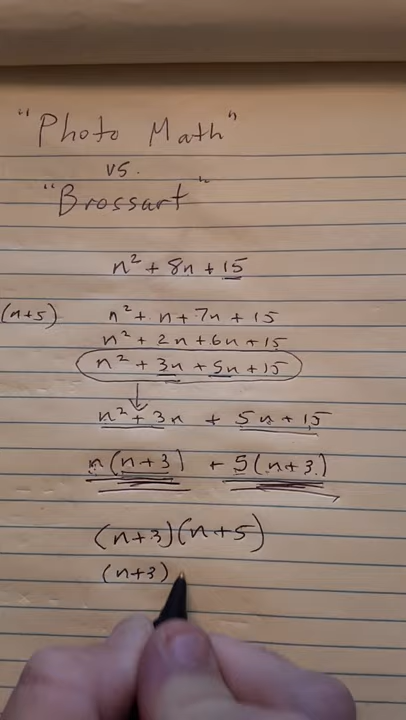 "Photo Math"
vs.
"Brossart"
n² + 8n + 15
(n+5)
n² + n + 7n + 15
n² + 2n + 6n + 15
n² + 3n + 5n + 15
n² + 3n + 5n + 15
n(n+3) + 5(n+3)
(n+3)(n+5)
(n+3)